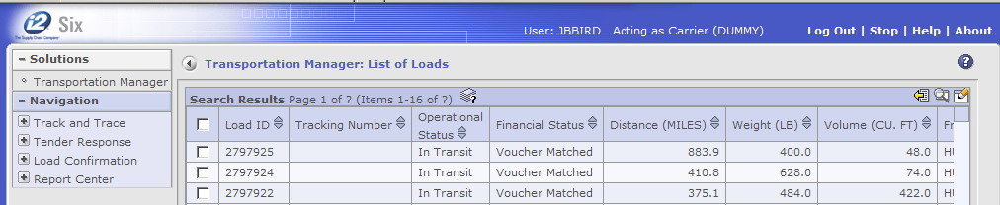 i2 Six
The Supply Chain Company
User: JBBIRD Acting as Carrier (DUMMY) Log Out | Stop | Help | About
Solutions
Transportation Manager
Navigation
Track and Trace
Tender Response
Load Confirmation
Report Center
Transportation Manager: List of Loads
Search Results Page 1 of ? (Items 1-16 of ?)
Load ID Tracking Number Operational Status Financial Status Distance (MILES) Weight (LB) Volume (CU. FT) Fr
2797925 In Transit Voucher Matched 883.9 400.0 48.0 HU
2797924 In Transit Voucher Matched 410.8 628.0 74.0 HU
2797922 In Transit Voucher Matched 375.1 484.0 422.0 HU